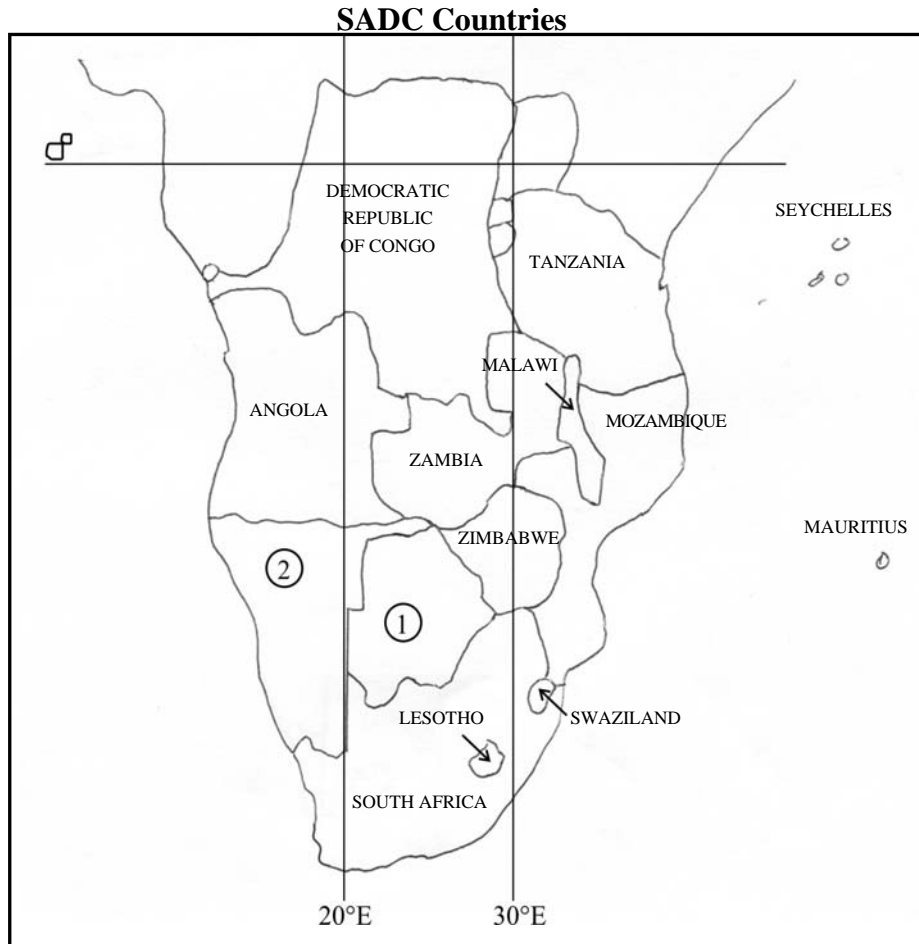 SADC Countries
DEMOCRATIC
REPUBLIC
OF CONGO
SEYCHELLES
TANZANIA
MALAWI
ANGOLA
MOZAMBIQUE
ZAMBIA
MAURITIUS
ZIMBABWE
2
1
LESOTHO
SWAZILAND
SOUTH AFRICA
20°E
30°E